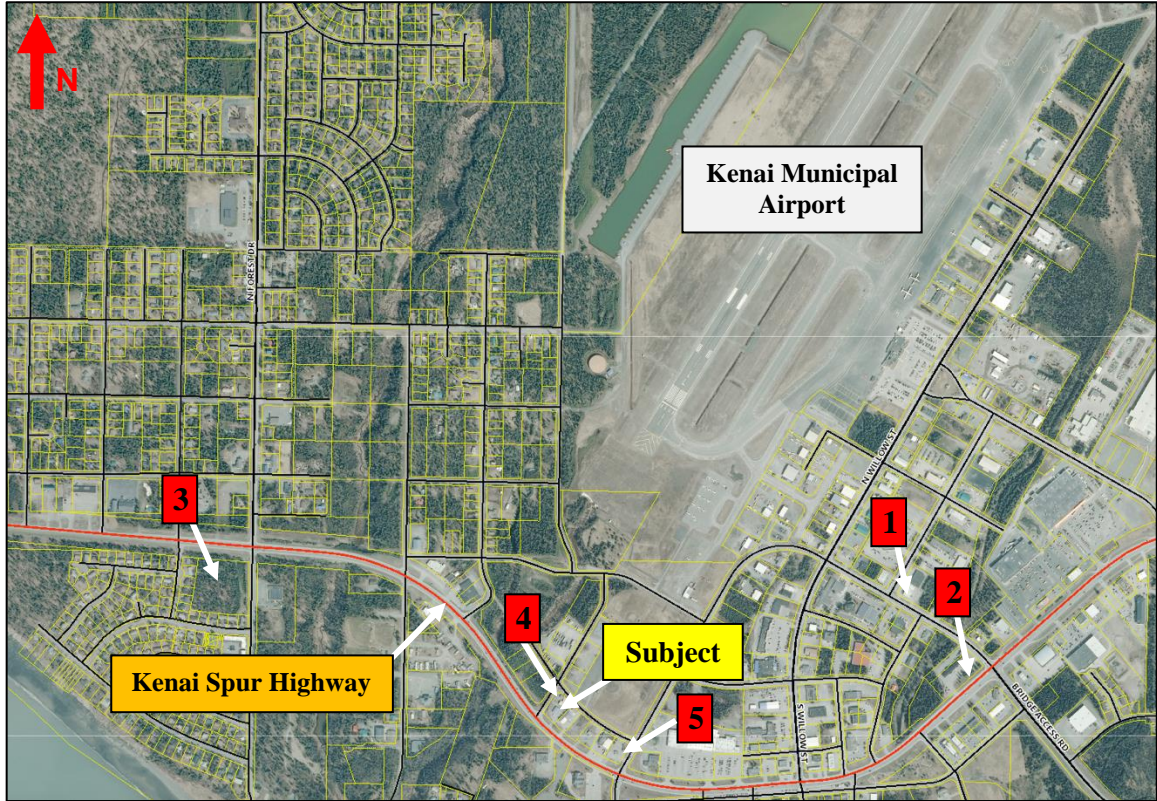 N
Kenai Municipal
Airport
N FOREST DR
N WILLOW ST
3
1
2
4
Subject
Kenai Spur Highway
5
S WILLOW ST
BRIDGE ACCESS RD